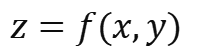 z = f(x, y)